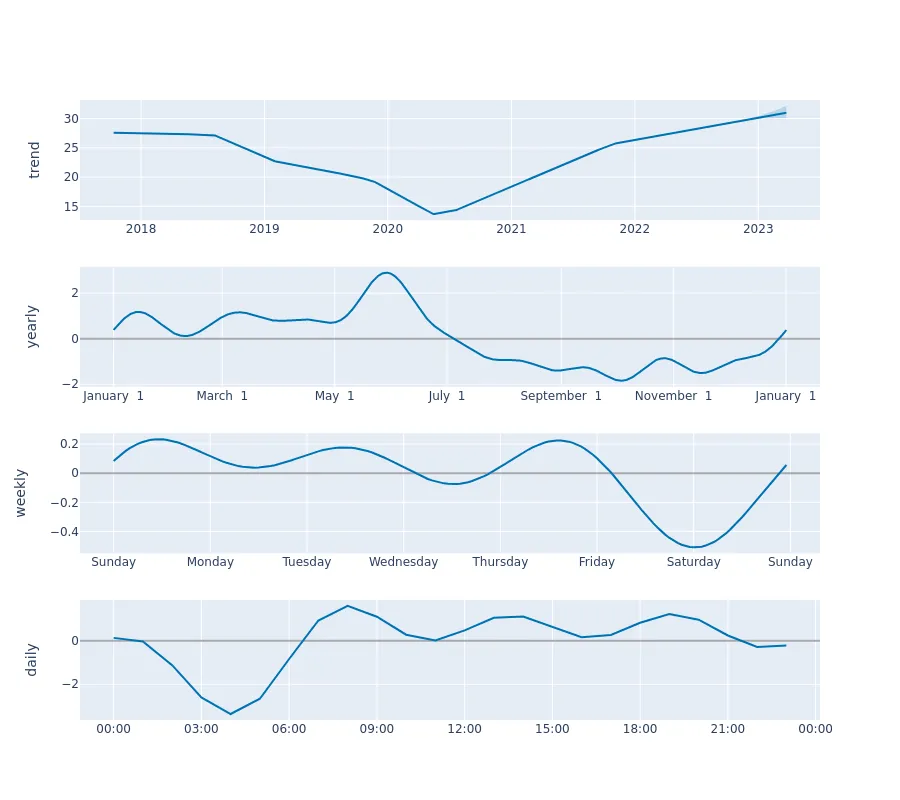 trend
30
25
20
15
2018 2019 2020 2021 2022 2023
yearly
2
0
−2
January 1 March 1 May 1 July 1 September 1 November 1 January 1
weekly
0.2
0
−0.2
−0.4
Sunday Monday Tuesday Wednesday Thursday Friday Saturday Sunday
daily
0
−2
00:00 03:00 06:00 09:00 12:00 15:00 18:00 21:00 00:00